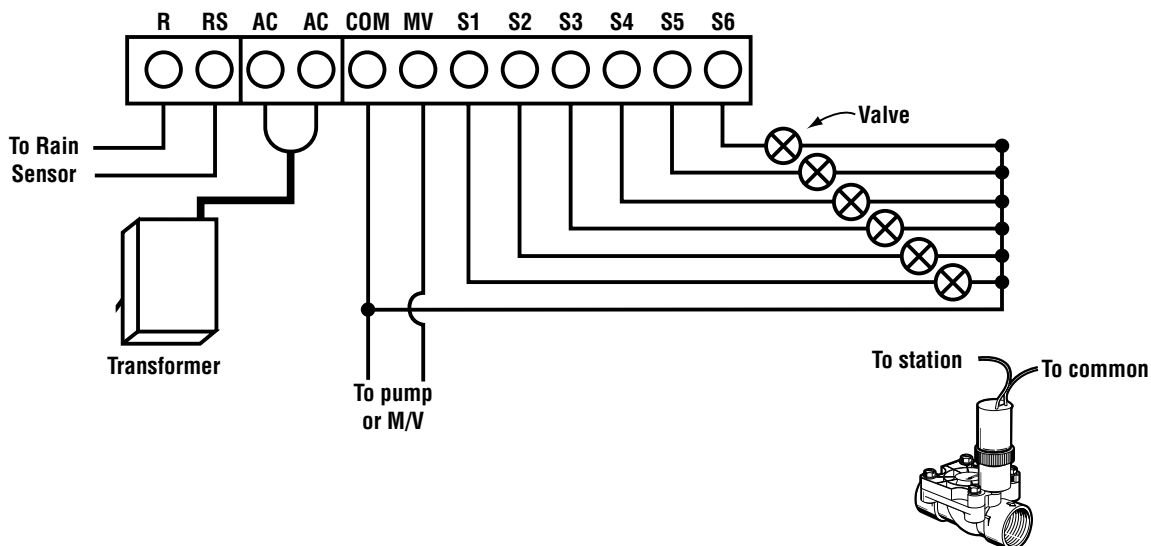 R RS AC AC COM MV S1 S2 S3 S4 S5 S6
Valve
To Rain
Sensor
Transformer
To pump
or M/V
To station
To common